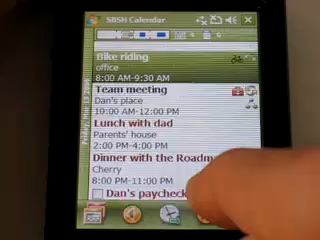 SBSH Calendar
Bike riding
office
8:00 AM-9:30 AM
Team meeting
Dan's place
10:00 AM-12:00 PM
Lunch with dad
Parents' house
2:00 PM-4:00 PM
Dinner with the Roadm
Cherry
8:00 PM-11:00 PM
Dan's paycheck